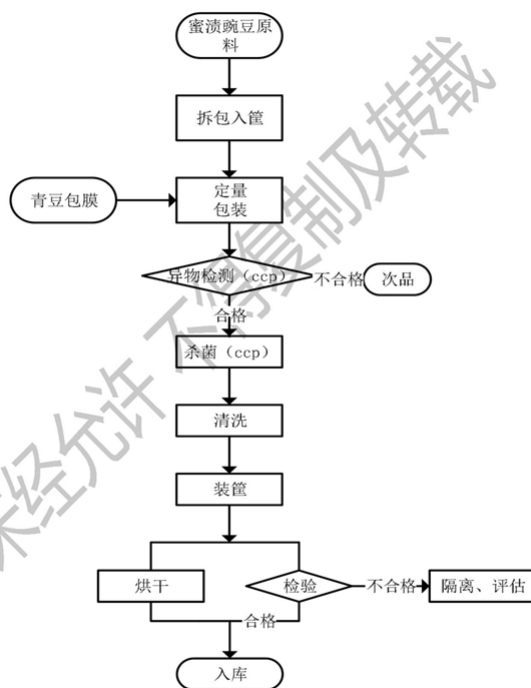 蜜渍豌豆原
料
拆包入筐
青豆包膜
定量
包装
异物检测（ccp）
不合格
次品
合格
杀菌（ccp）
清洗
装筐
烘干
检验
不合格
隔离、评估
合格
入库
未经允许 不得复制及转载